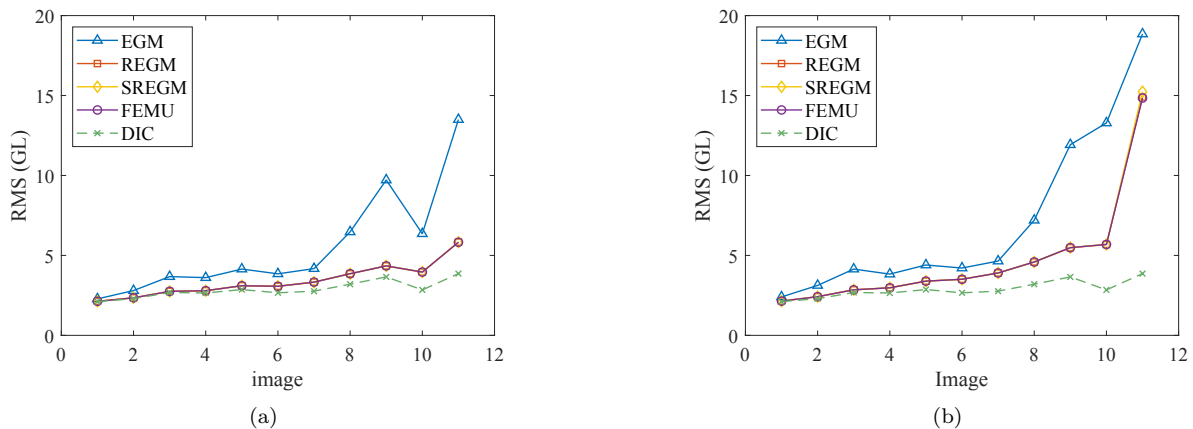 20
15
10
5
0
RMS (GL)
EGM
REGM
SREGM
FEMU
DIC
0 2 4 6 8 10 12
image
(a)
20
15
10
5
0
RMS (GL)
EGM
REGM
SREGM
FEMU
DIC
0 2 4 6 8 10 12
Image
(b)